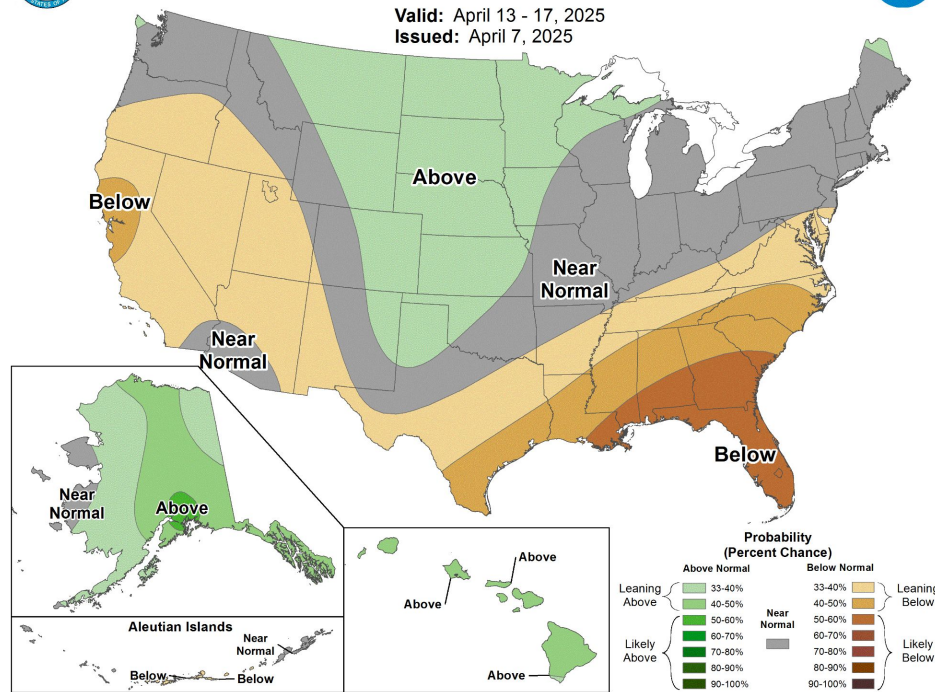 STATES OF
Valid: April 13 - 17, 2025
Issued: April 7, 2025
Above
Below
Near
Normal
Near
Normal
Below
Near
Normal
Above
Aleutian Islands
Near
Normal
Below
Below
Above
Above
Above
Probability
(Percent Chance)
Above Normal
Below Normal
Leaning
Above
33-40%
40-50%
Likely
Above
50-60%
60-70%
70-80%
80-90%
90-100%
Near
Normal
33-40%
40-50%
Leaning
Below
50-60%
60-70%
70-80%
80-90%
90-100%
Likely
Below